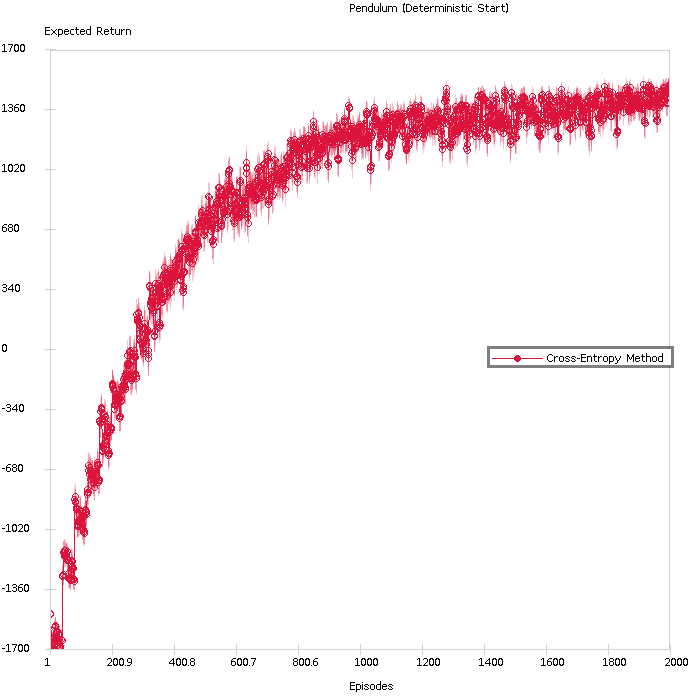 Pendulum (Deterministic Start)
Expected Return
1700
1360
1020
680
340
0
-340
-680
-1020
-1360
-1700
Cross-Entropy Method
1 200.9 400.8 600.7 800.6 1000 1200 1400 1600 1800 2000
Episodes